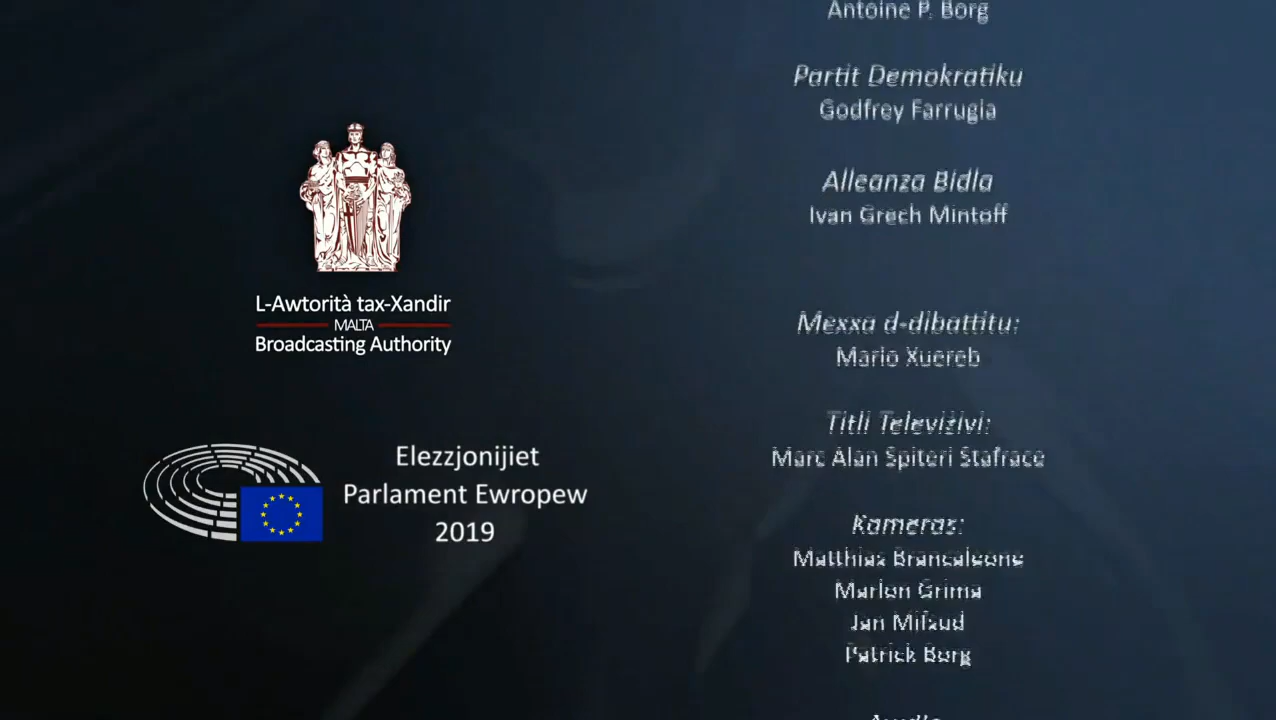 L-Awtorità tax-Xandir
MALTA
Broadcasting Authority
Elezzjonijiet
Parlament Ewropew
2019
Antoine P. Borg
Partit Demokratiku
Godfrey Farrugia
Alleanza Bidla
Ivan Grech Mintoff
Mexxa d-dibattitu:
Mario Xuereb
Titli Televiżivi:
Marc Alan Spiteri Stafrace
Kameras:
Matthias Brancaleone
Marlon Grima
Jan Mifsud
Patrick Borg